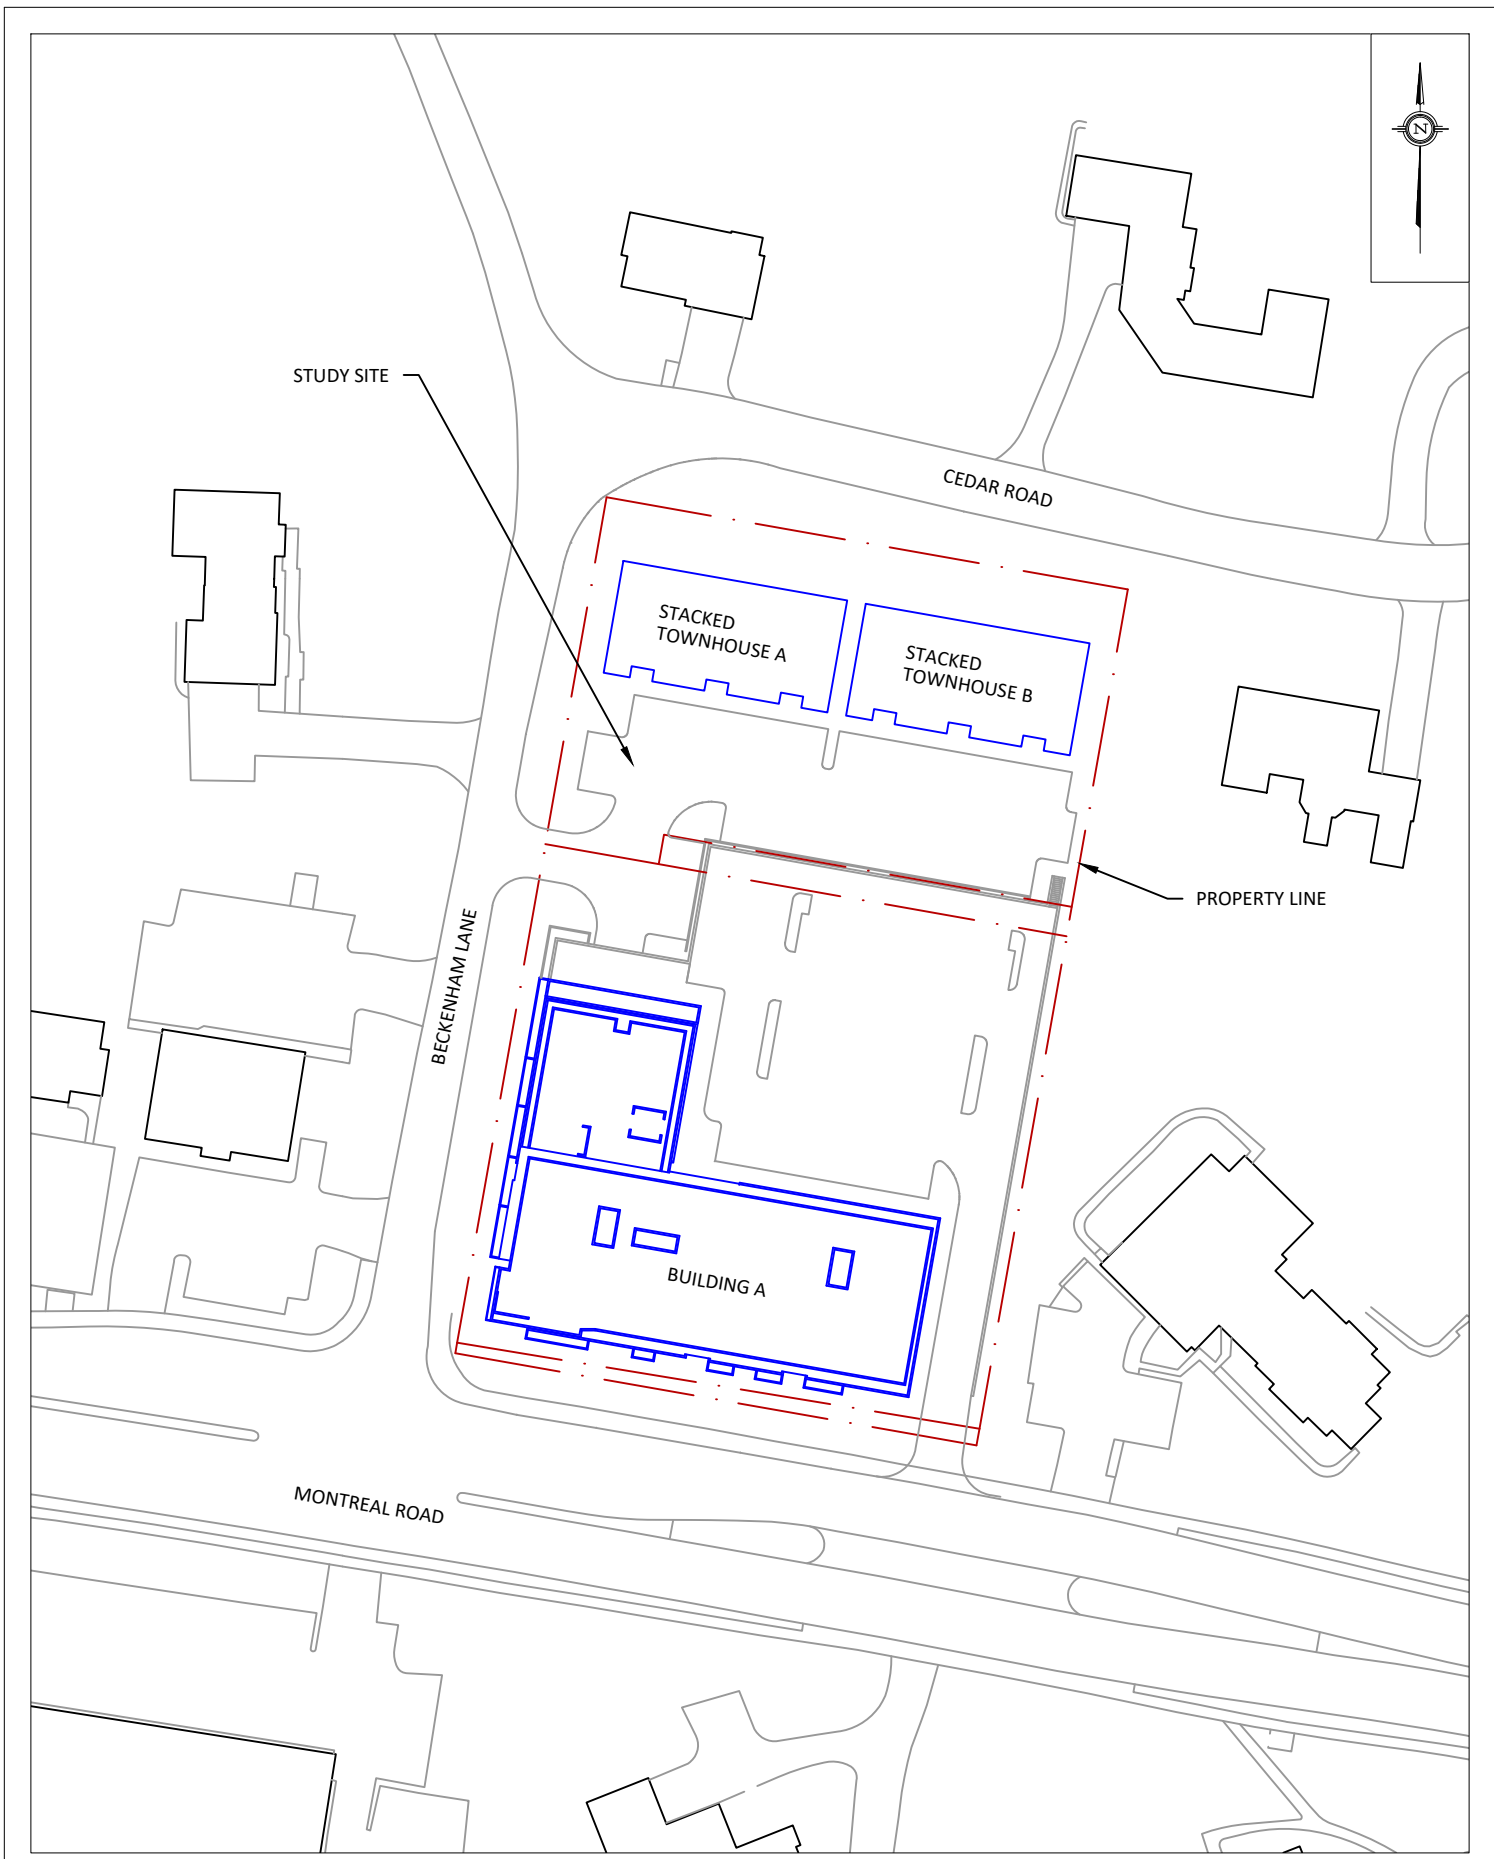 N
STUDY SITE
CEDAR ROAD
STACKED
TOWNHOUSE A
STACKED
TOWNHOUSE B
PROPERTY LINE
BECKENHAM LANE
BUILDING A
MONTREAL ROAD